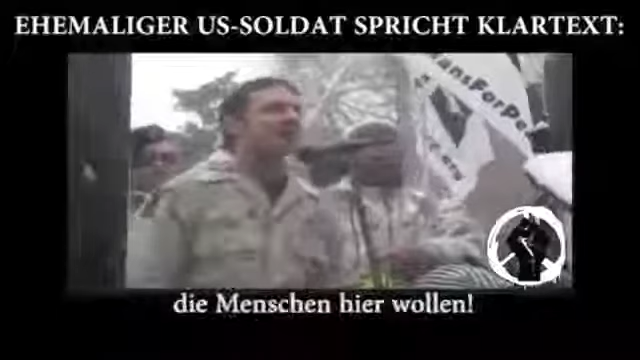 EHEMALIGER US-SOLDAT SPRICHT KLARTEXT:
die Menschen hier wollen!